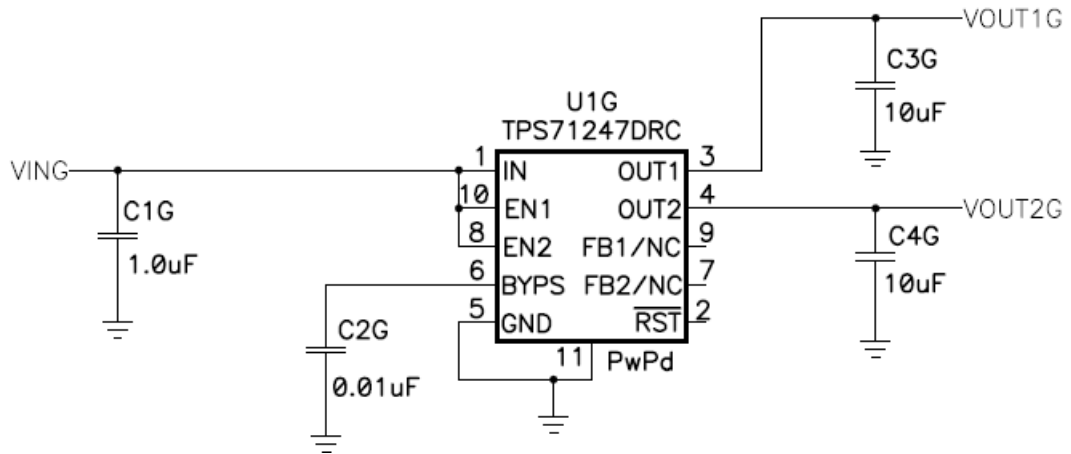 VOUT1G
C3G
10uF
U1G
TPS71247DRC
VING
1 IN OUT1 3
10 EN1 OUT2 4
VOUT2G
C1G
1.0uF
8 EN2 FB1/NC 9
C4G
10uF
6 BYPS FB2/NC 7
5 GND RST 2
C2G
0.01uF
11 PwPd